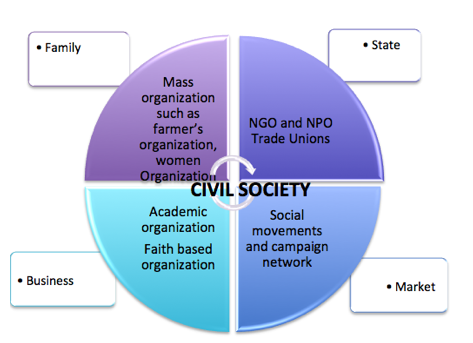 • Family
• State
Mass
organization
such as
farmer's
organization,
women
Organization
NGO and NPO
Trade Unions
CIVIL SOCIETY
Academic
organization
Faith based
organization
Social
movements
and campaign
network
• Business
• Market